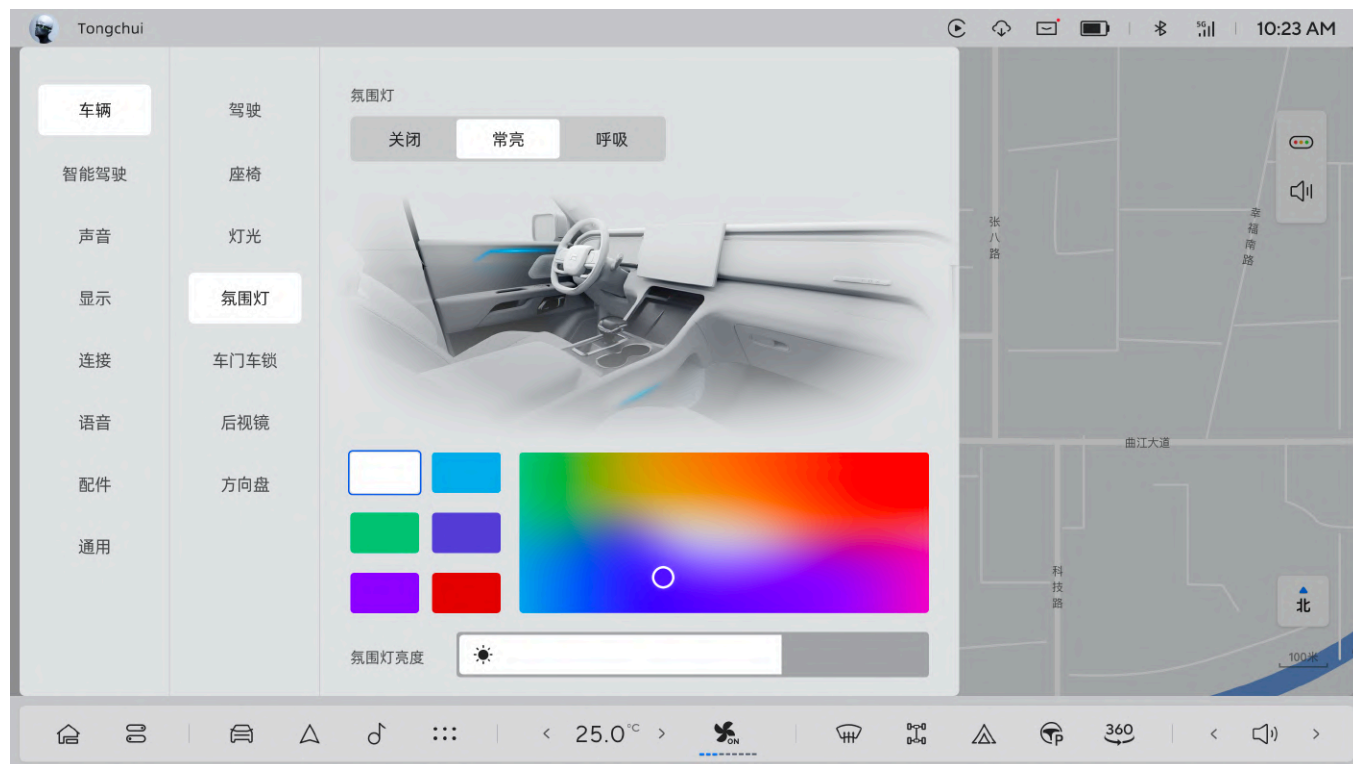 Tongchui
5G
10:23 AM
车辆
智能驾驶
声音
显示
连接
语音
配件
通用
驾驶
座椅
灯光
氛围灯
车门车锁
后视镜
方向盘
氛围灯
关闭
常亮
呼吸
氛围灯亮度
张八路
幸福南路
曲江大道
科技路
北
100米
25.0°C
ON
P
360